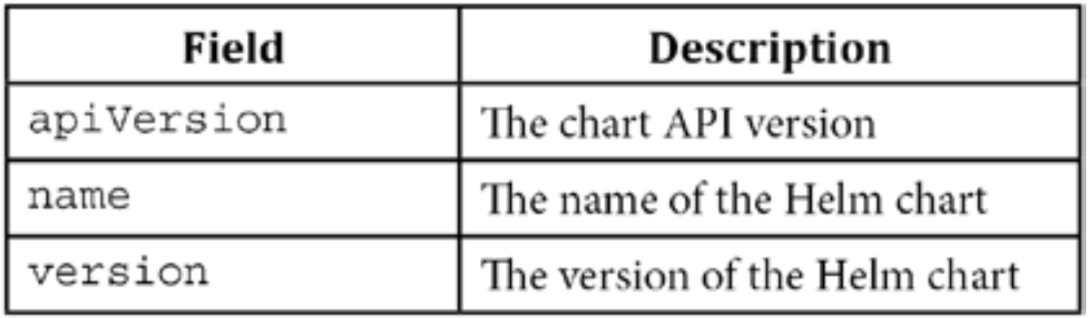 Field Description
apiVersion The chart API version
name The name of the Helm chart
version The version of the Helm chart